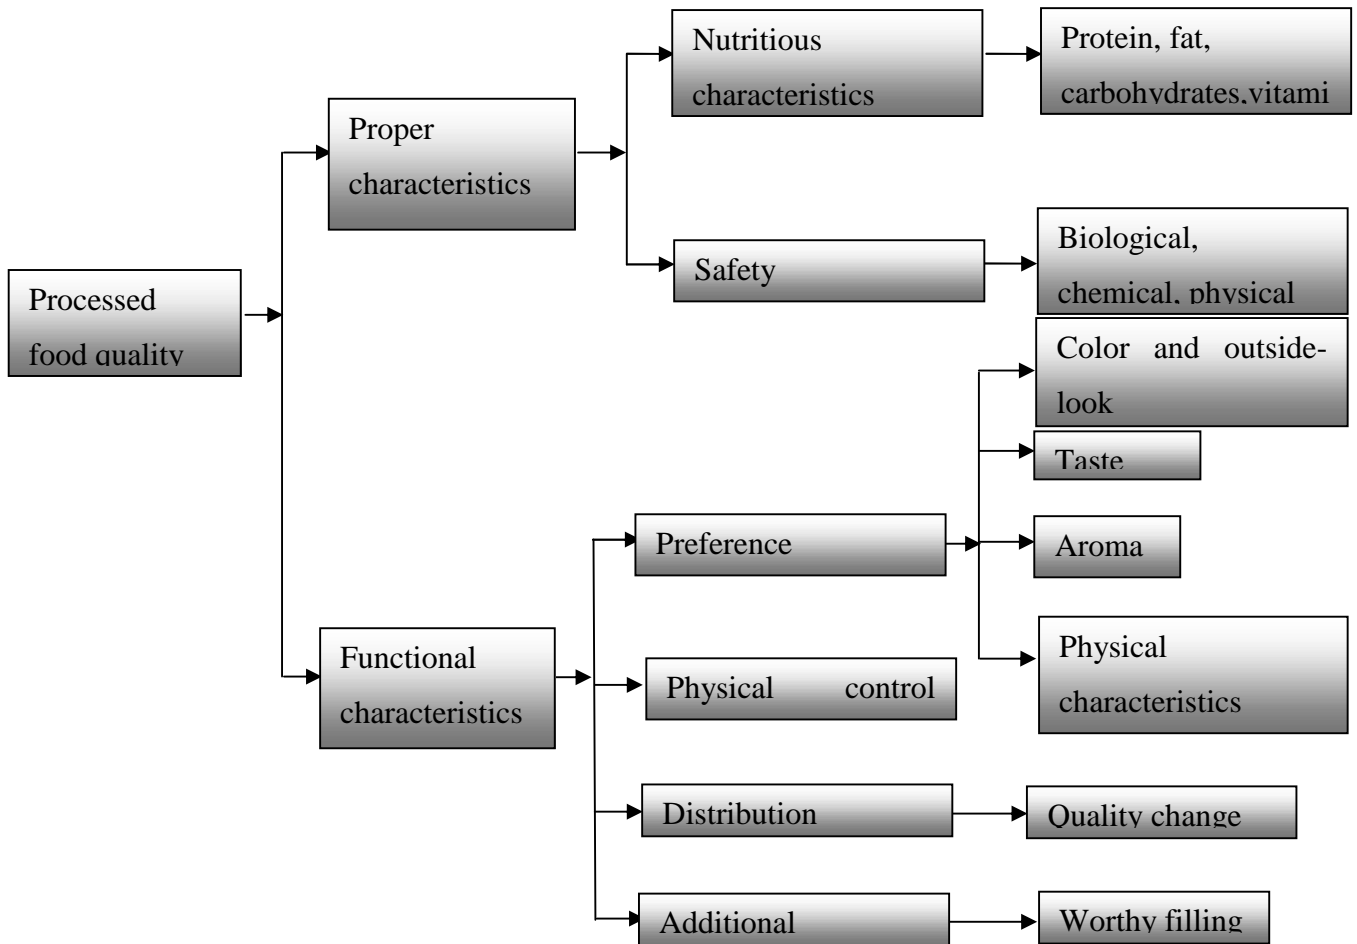 Nutritious
characteristics
Protein, fat,
carbohydrates,vitami
Proper
characteristics
Safety
Biological,
chemical, physical
Processed
food quality
Color and outside-
look
Taste
Preference
Aroma
Functional
characteristics
Physical control
Physical
characteristics
Distribution
Quality change
Additional
Worthy filling